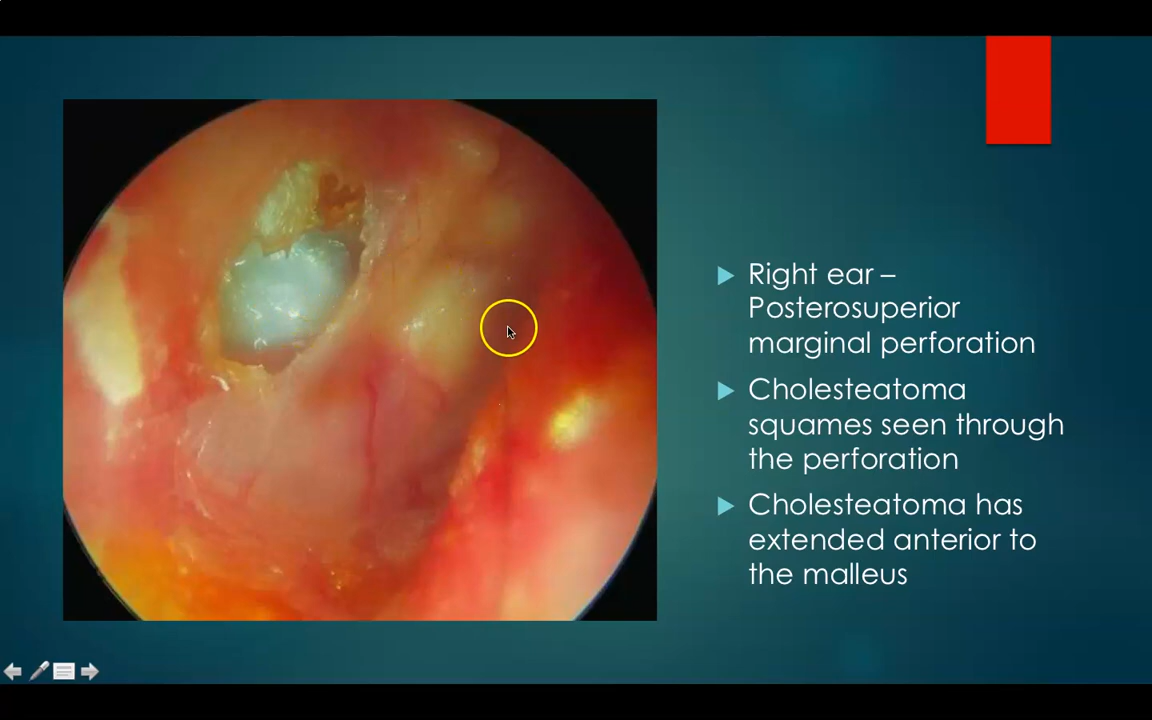 Right ear –
Posterosuperior
marginal perforation
Cholesteatoma
squames seen through
the perforation
Cholesteatoma has
extended anterior to
the malleus